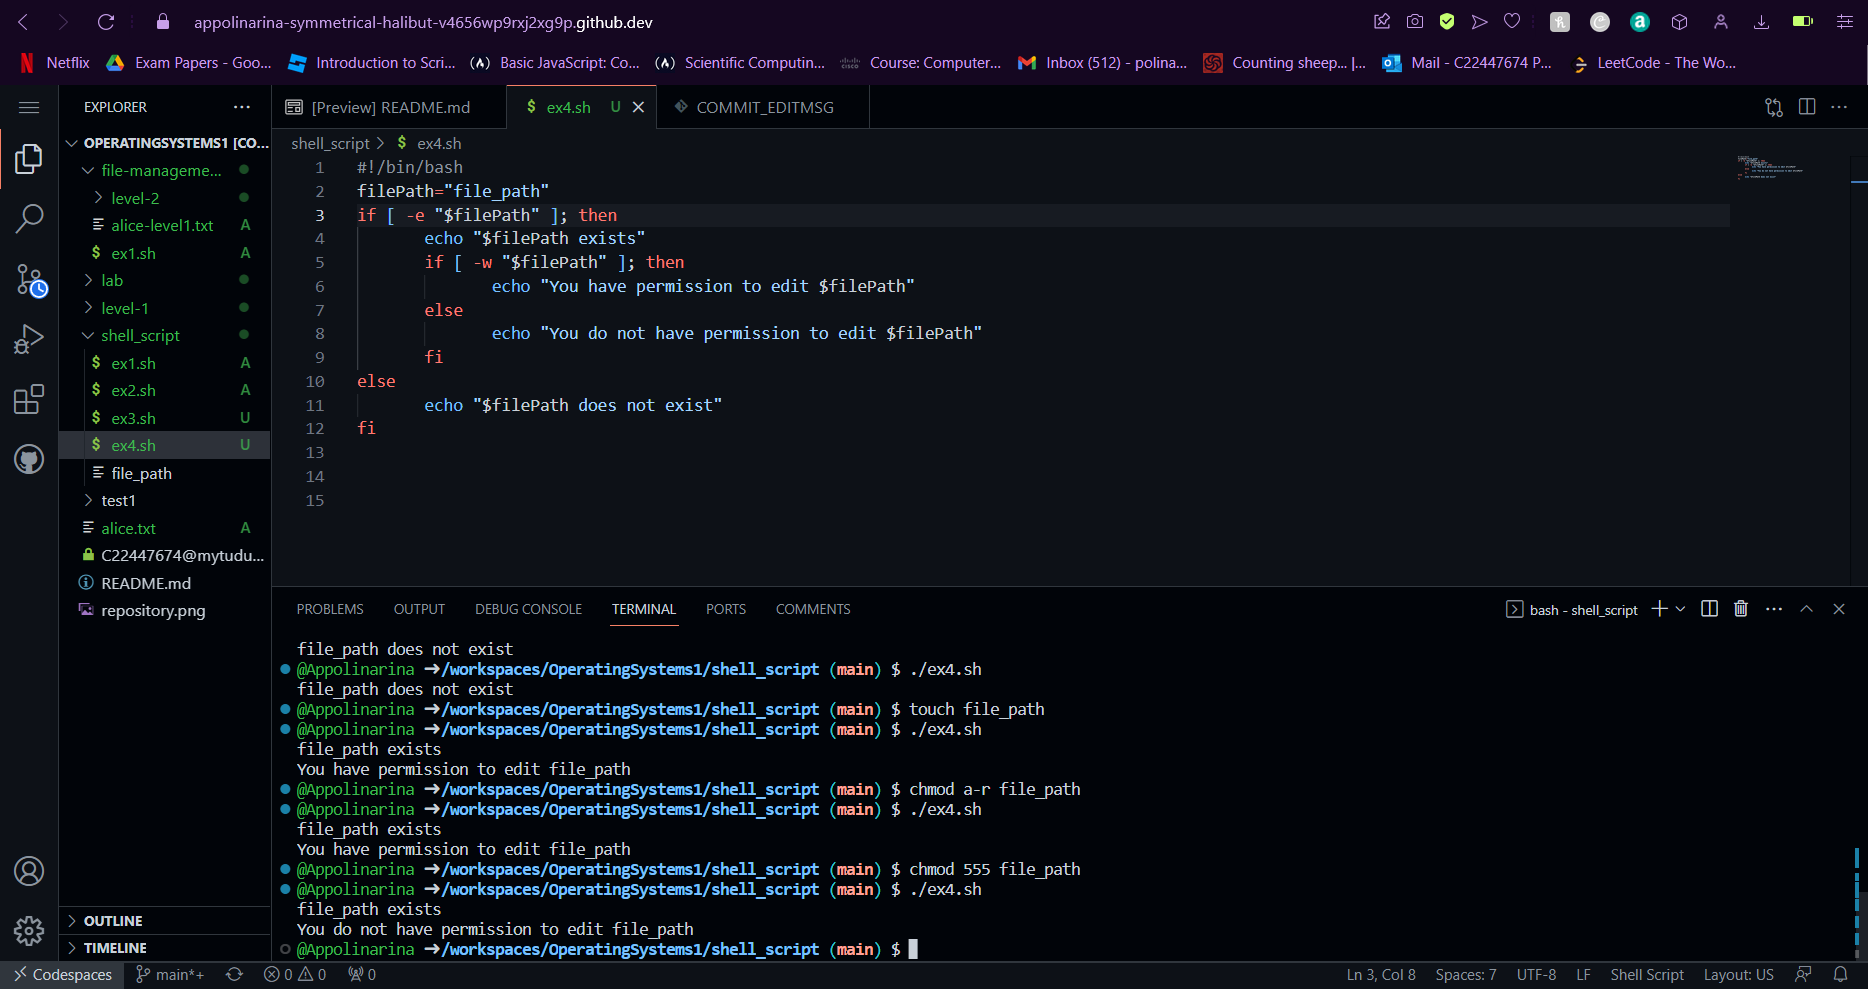 appolinarina-symmetrical-halibut-v4656wp9rxj2xg9p.github.dev
Netflix Exam Papers - Goo... Introduction to Scri... Basic JavaScript: Co... Scientific Computin... Course: Computer... Inbox (512) - polina... Counting sheep... |... Mail - C22447674 P... LeetCode - The Wo...
EXPLORER
[Preview] README.md
$ ex4.sh U
COMMIT_EDITMSG
OPERATINGSYSTEMS1 [CO...
file-manageme...
level-2
alice-level1.txt A
$ ex1.sh A
lab
level-1
shell_script
$ ex1.sh A
$ ex2.sh A
$ ex3.sh U
$ ex4.sh U
file_path
test1
alice.txt A
C22447674@mytudu...
README.md
repository.png
OUTLINE
TIMELINE
shell_script > $ ex4.sh
1 #!/bin/bash
2 filePath="file_path"
3 if [ -e "$filePath" ]; then
4 echo "$filePath exists"
5 if [ -w "$filePath" ]; then
6 echo "You have permission to edit $filePath"
7 else
8 echo "You do not have permission to edit $filePath"
9 fi
10 else
11 echo "$filePath does not exist"
12 fi
13
14
15
PROBLEMS OUTPUT DEBUG CONSOLE TERMINAL PORTS COMMENTS
bash - shell_script
file_path does not exist
@Appolinarina ➜/workspaces/OperatingSystems1/shell_script (main) $ ./ex4.sh
file_path does not exist
@Appolinarina ➜/workspaces/OperatingSystems1/shell_script (main) $ touch file_path
@Appolinarina ➜/workspaces/OperatingSystems1/shell_script (main) $ ./ex4.sh
file_path exists
You have permission to edit file_path
@Appolinarina ➜/workspaces/OperatingSystems1/shell_script (main) $ chmod a-r file_path
@Appolinarina ➜/workspaces/OperatingSystems1/shell_script (main) $ ./ex4.sh
file_path exists
You have permission to edit file_path
@Appolinarina ➜/workspaces/OperatingSystems1/shell_script (main) $ chmod 555 file_path
@Appolinarina ➜/workspaces/OperatingSystems1/shell_script (main) $ ./ex4.sh
file_path exists
You do not have permission to edit file_path
@Appolinarina ➜/workspaces/OperatingSystems1/shell_script (main) $
Codespaces main*+ 0 0 0
Ln 3, Col 8 Spaces: 7 UTF-8 LF Shell Script Layout: US